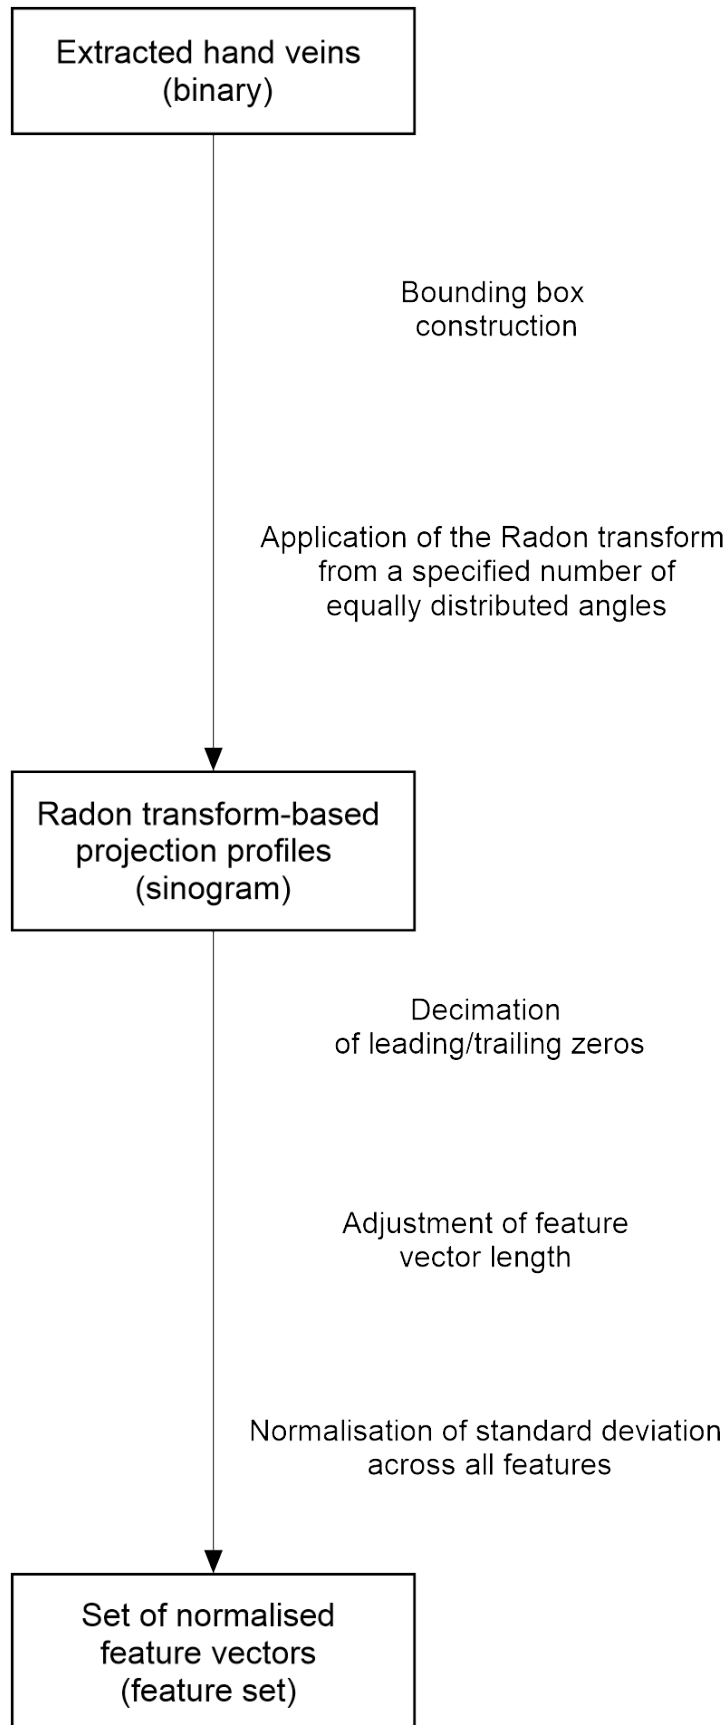 Extracted hand veins
(binary)
Bounding box
construction
Application of the Radon transform
from a specified number of
equally distributed angles
Radon transform-based
projection profiles
(sinogram)
Decimation
of leading/trailing zeros
Adjustment of feature
vector length
Normalisation of standard deviation
across all features
Set of normalised
feature vectors
(feature set)